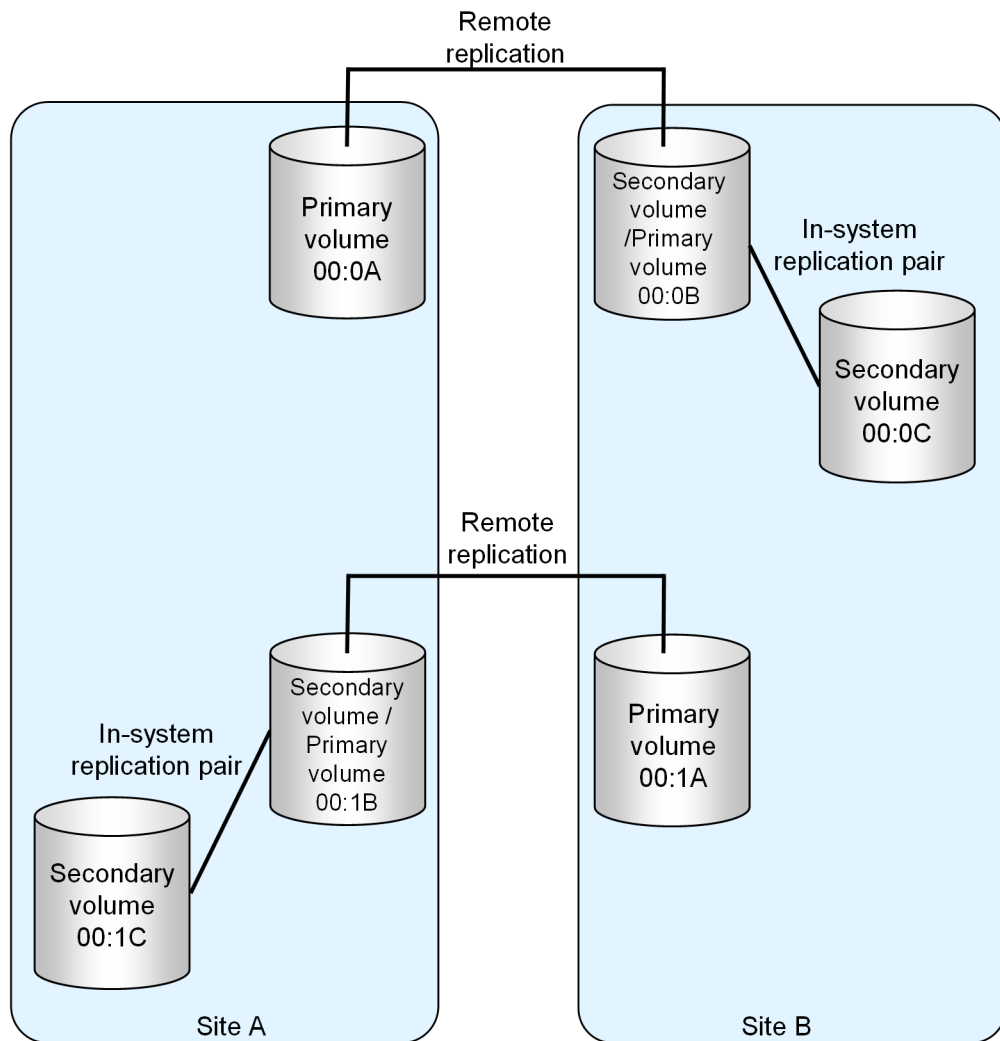 Remote
replication
Primary
volume
00:0A
Secondary
volume
/Primary
volume
00:0B
In-system
replication pair
Secondary
volume
00:0C
Remote
replication
Secondary
volume /
Primary
volume
00:1B
Primary
volume
00:1A
In-system
replication pair
Secondary
volume
00:1C
Site A
Site B